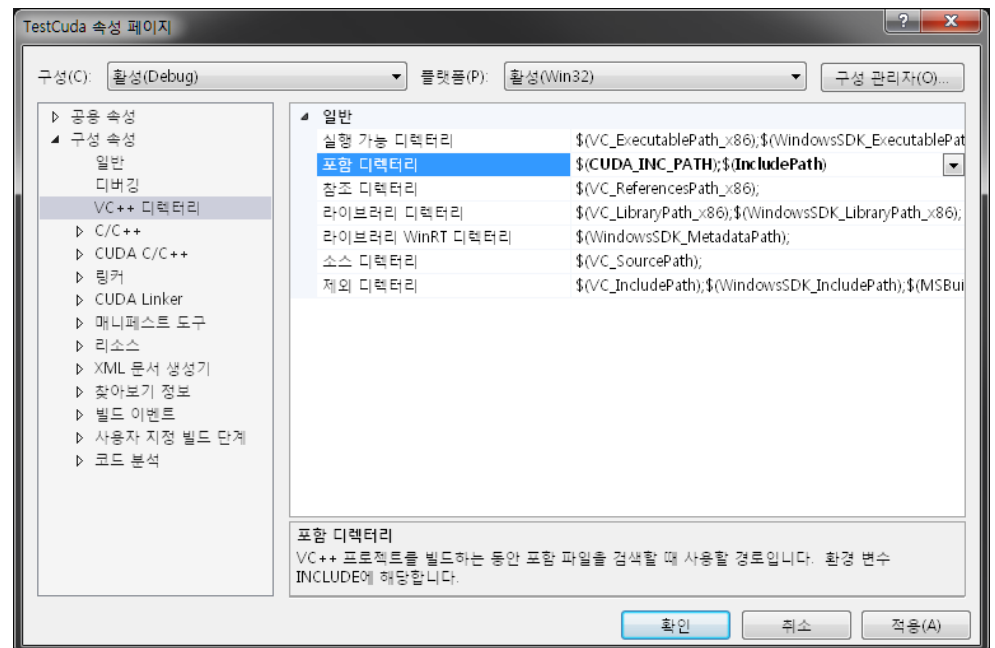 TestCuda 속성 페이지
구성(C): 활성(Debug) 플랫폼(P): 활성(Win32) 구성 관리자(O)...
공용 속성
구성 속성
일반
디버깅
VC++ 디렉터리
C/C++
CUDA C/C++
링커
CUDA Linker
매니페스트 도구
리소스
XML 문서 생성기
찾아보기 정보
빌드 이벤트
사용자 지정 빌드 단계
코드 분석
일반
실행 가능 디렉터리 $(VC_ExecutablePath_x86);$(WindowsSDK_ExecutablePat
포함 디렉터리 $(CUDA_INC_PATH);$(IncludePath)
참조 디렉터리 $(VC_ReferencesPath_x86);
라이브러리 디렉터리 $(VC_LibraryPath_x86);$(WindowsSDK_LibraryPath_x86);
라이브러리 WinRT 디렉터리 $(WindowsSDK_MetadataPath);
소스 디렉터리 $(VC_SourcePath);
제외 디렉터리 $(VC_IncludePath);$(WindowsSDK_IncludePath);$(MSBui
포함 디렉터리
VC++ 프로젝트를 빌드하는 동안 포함 파일을 검색할 때 사용할 경로입니다. 환경 변수
INCLUDE에 해당합니다.
확인 취소 적용(A)